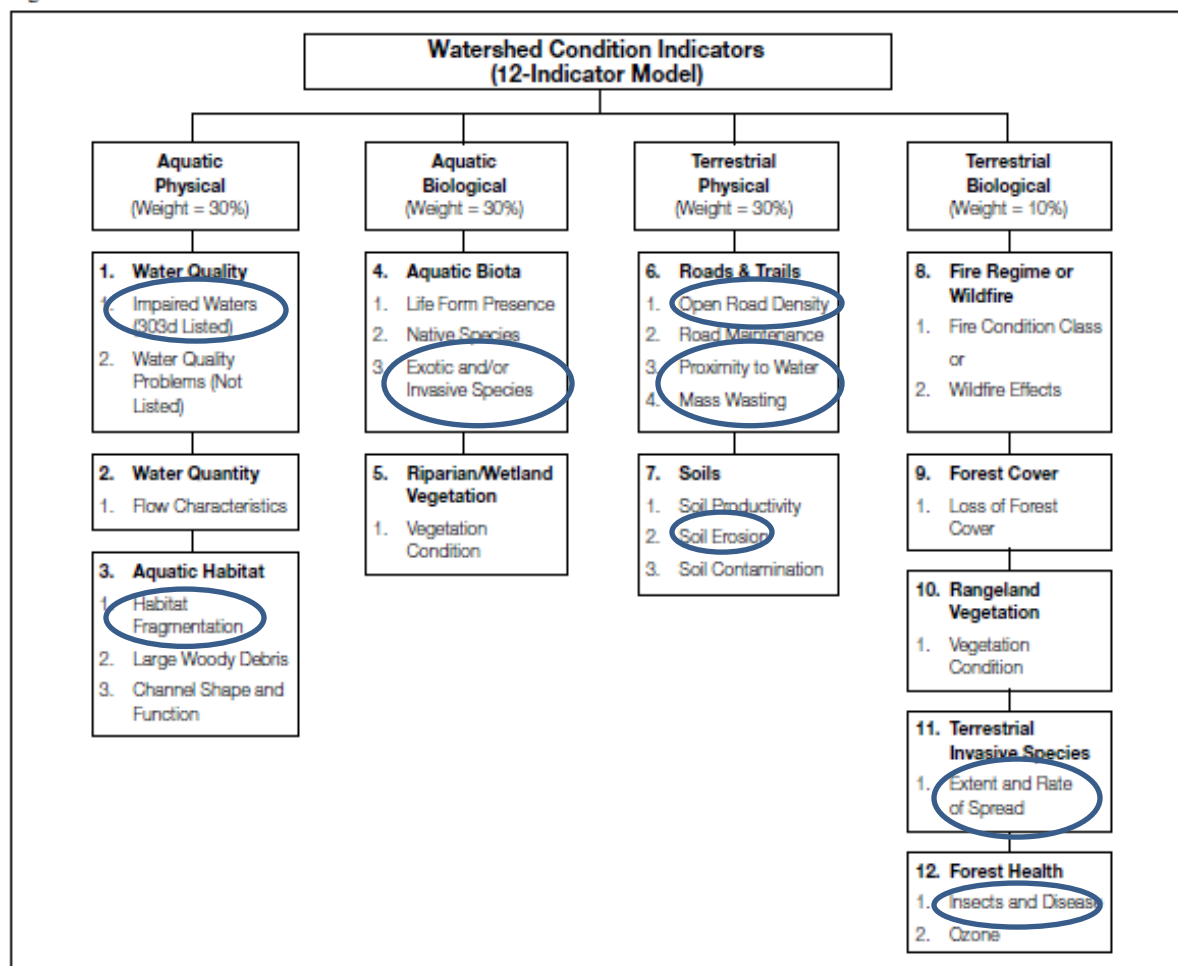 Watershed Condition Indicators
(12-Indicator Model)
Aquatic
Physical
(Weight = 30%)
1. Water Quality
1. Impaired Waters
(303d Listed)
2. Water Quality
Problems (Not
Listed)
2. Water Quantity
1. Flow Characteristics
3. Aquatic Habitat
1. Habitat
Fragmentation
2. Large Woody Debris
3. Channel Shape and
Function
Aquatic
Biological
(Weight = 30%)
4. Aquatic Biota
1. Life Form Presence
2. Native Species
3. Exotic and/or
Invasive Species
5. Riparian/Wetland
Vegetation
1. Vegetation
Condition
Terrestrial
Physical
(Weight = 30%)
6. Roads & Trails
1. Open Road Density
2. Road Maintenance
3. Proximity to Water
4. Mass Wasting
7. Soils
1. Soil Productivity
2. Soil Erosion
3. Soil Contamination
Terrestrial
Biological
(Weight = 10%)
8. Fire Regime or
Wildfire
1. Fire Condition Class
or
2. Wildfire Effects
9. Forest Cover
1. Loss of Forest
Cover
10. Rangeland
Vegetation
1. Vegetation
Condition
11. Terrestrial
Invasive Species
1. Extent and Rate
of Spread
12. Forest Health
1. Insects and Disease
2. Ozone